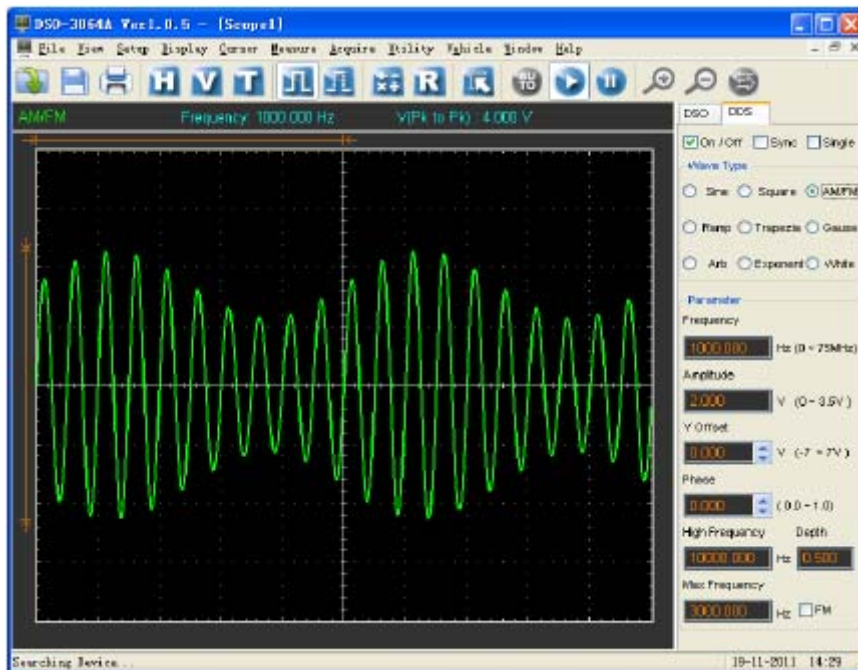 DSO-3064A Ver1.0.5 - [Scope1]
File View Setup Display Cursor Measure Acquire Utility Vehicle Window Help
H V T R AUTO
AM/FM Frequency: 1000.000 Hz V(Pk to Pk) : 4.000 V
DSO DDS
On / Off Sync Single
Wave Type
Sine Square AM/FM
Ramp Trapezia Gauss
Arb Exponent White
Parameter
Frequency
1000.000 Hz (0 ~ 75MHz)
Amplitude
2.000 V (0 ~ 3.5V )
Y Offset
0.000 V (-7 ~ 7V )
Phase
0.000 ( 0.0 ~ 1.0)
High Frequency Depth
10000.000 Hz 0.500
Max Frequency
3000.000 Hz FM
Searching Device... 19-11-2011 14:29